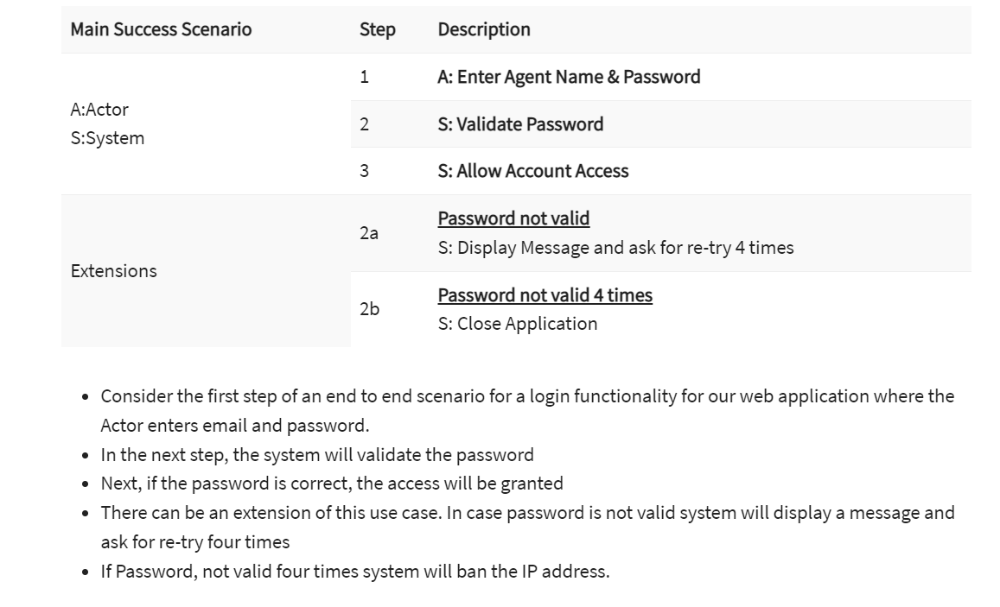 Main Success Scenario Step Description
1 A: Enter Agent Name & Password
A:Actor
S:System
2 S: Validate Password
3 S: Allow Account Access
Extensions
2a
Password not valid
S: Display Message and ask for re-try 4 times
2b
Password not valid 4 times
S: Close Application
• Consider the first step of an end to end scenario for a login functionality for our web application where the
Actor enters email and password.
• In the next step, the system will validate the password
• Next, if the password is correct, the access will be granted
• There can be an extension of this use case. In case password is not valid system will display a message and
ask for re-try four times
• If Password, not valid four times system will ban the IP address.